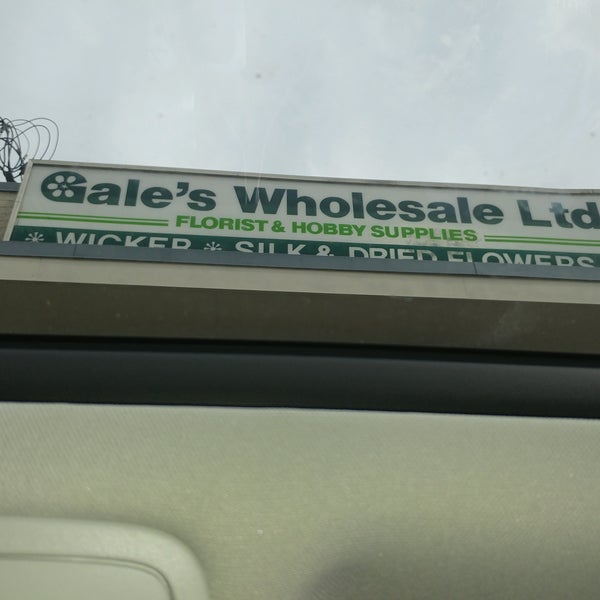 Gale's Wholesale Ltd
FLORIST & HOBBY SUPPLIES
* WICKER * SILK & DRIED FLOWERS